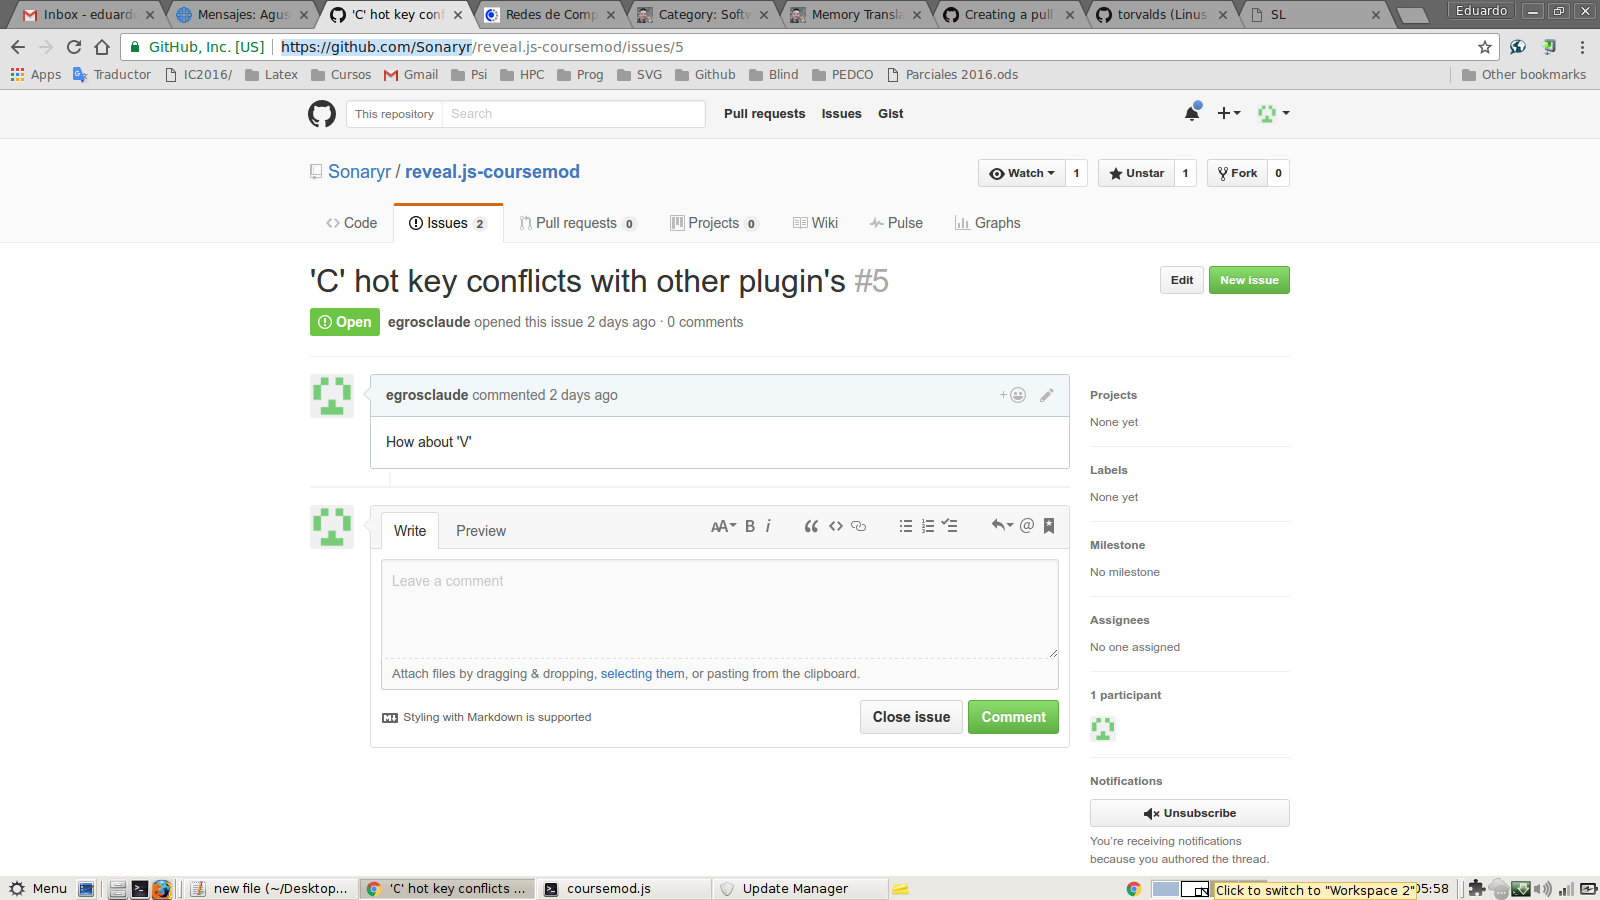 Inbox - eduard
Mensajes: Agus
'C' hot key conf
Redes de Comp
Category: Softw
Memory Transla
Creating a pull
torvalds (Linus
SL
Eduardo
GitHub, Inc. [US]
https://github.com/Sonaryr/reveal.js-coursemod/issues/5
Apps
Traductor
IC2016/
Latex
Cursos
Gmail
Psi
HPC
Prog
SVG
Github
Blind
PEDCO
Parciales 2016.ods
Other bookmarks
This repository
Search
Pull requests
Issues
Gist
Sonaryr / reveal.js-coursemod
Watch 1
Unstar 1
Fork 0
Code
Issues 2
Pull requests 0
Projects 0
Wiki
Pulse
Graphs
'C' hot key conflicts with other plugin's #5
Edit
New issue
Open
egrosclaude opened this issue 2 days ago · 0 comments
egrosclaude commented 2 days ago
How about 'V'
Write
Preview
AA
B
i
Leave a comment
Attach files by dragging & dropping, selecting them, or pasting from the clipboard.
Styling with Markdown is supported
Close issue
Comment
Projects
None yet
Labels
None yet
Milestone
No milestone
Assignees
No one assigned
1 participant
Notifications
Unsubscribe
You're receiving notifications
because you authored the thread.
Menu
new file (~/Desktop...
'C' hot key conflicts ...
coursemod.js
Update Manager
Click to switch to "Workspace 2"
05:58